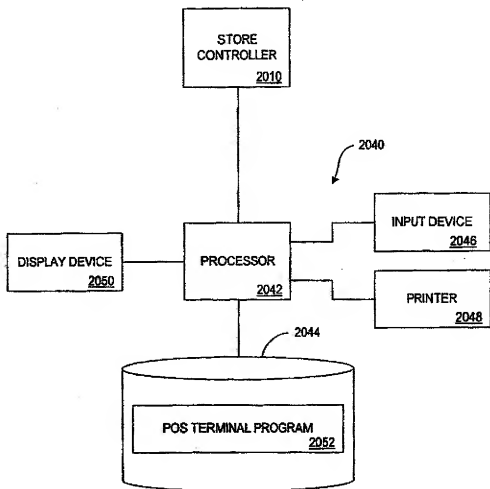 STORE
CONTROLLER
2010
2040
INPUT DEVICE
2046
DISPLAY DEVICE
2050
PROCESSOR
2042
PRINTER
2048
2044
POS TERMINAL PROGRAM
2052